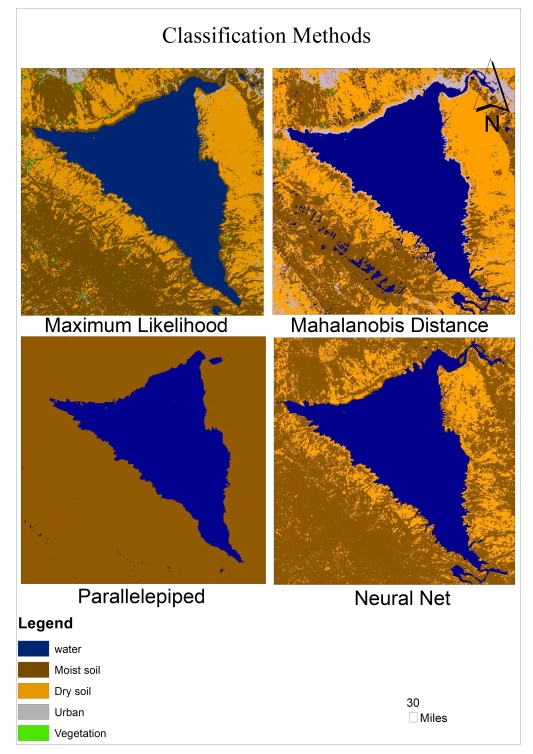 Classification Methods
N
Maximum Likelihood
Mahalanobis Distance
Parallelepiped
Neural Net
Legend
water
Moist soil
Dry soil
Urban
Vegetation
30
Miles